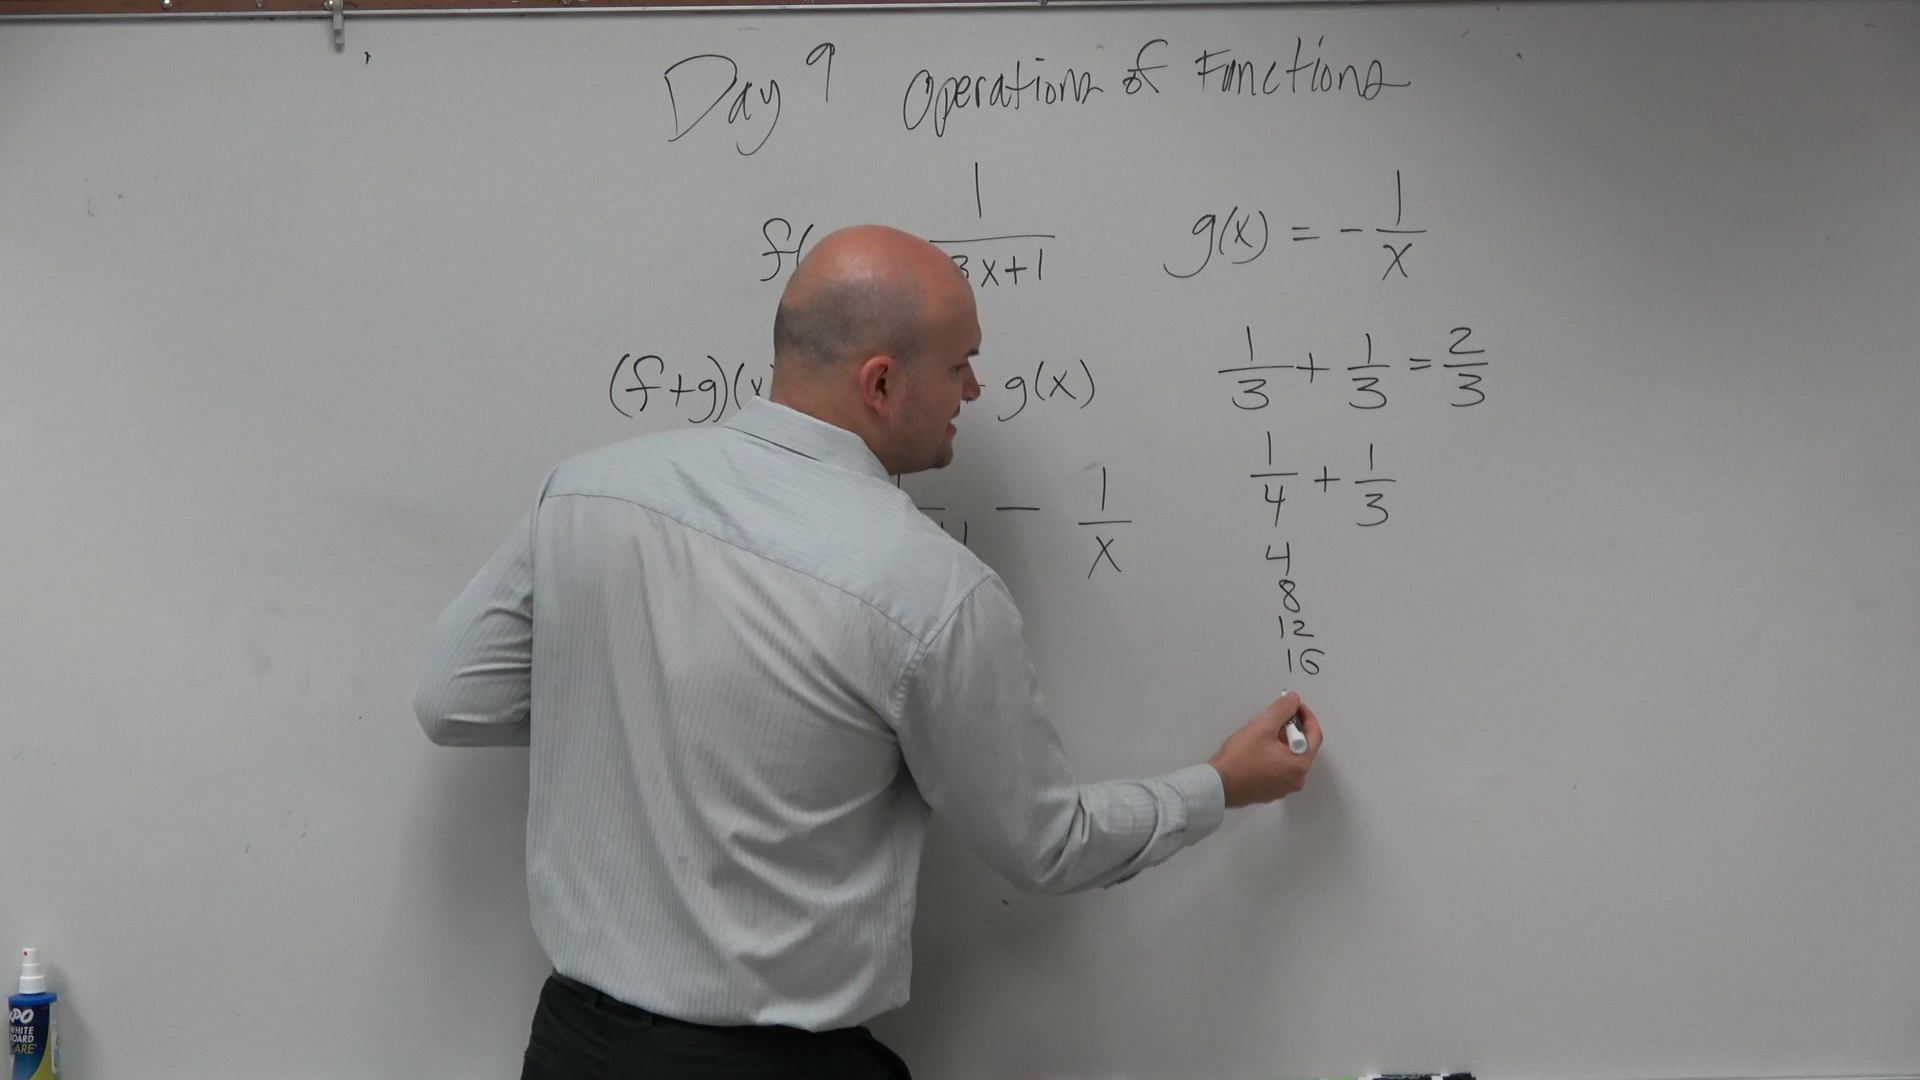 Day 9 Operations of Functions
f( 1/3x+1 g(x) = - 1/x
(f+g)(x) g(x) 1/3 + 1/3 = 2/3
- 1/x 1/4 + 1/3
4
8
12
16
XPO
WHITE
BOARD
CARE